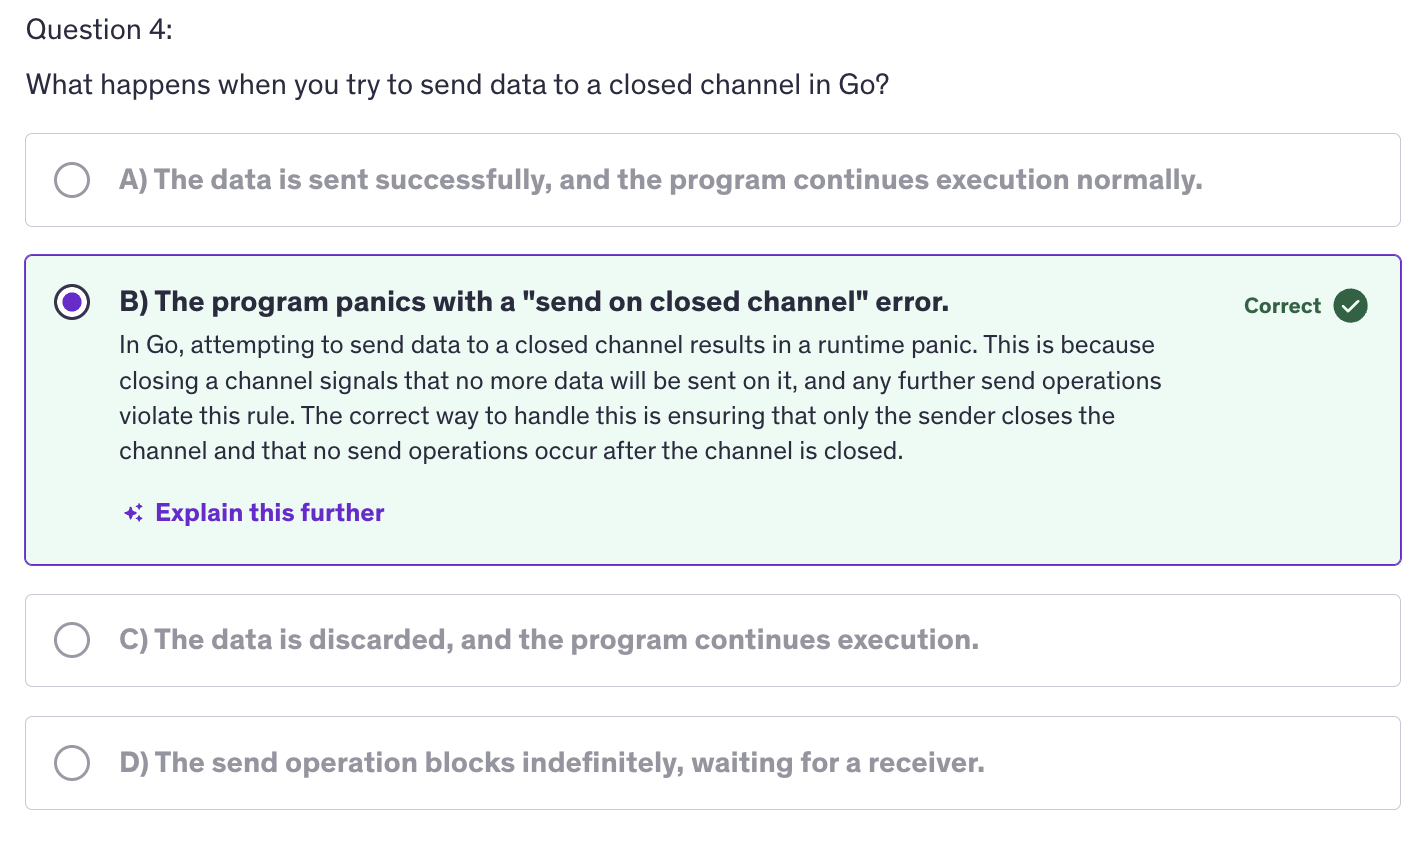 Question 4:
What happens when you try to send data to a closed channel in Go?
A) The data is sent successfully, and the program continues execution normally.
B) The program panics with a "send on closed channel" error.
Correct
In Go, attempting to send data to a closed channel results in a runtime panic. This is because
closing a channel signals that no more data will be sent on it, and any further send operations
violate this rule. The correct way to handle this is ensuring that only the sender closes the
channel and that no send operations occur after the channel is closed.
Explain this further
C) The data is discarded, and the program continues execution.
D) The send operation blocks indefinitely, waiting for a receiver.